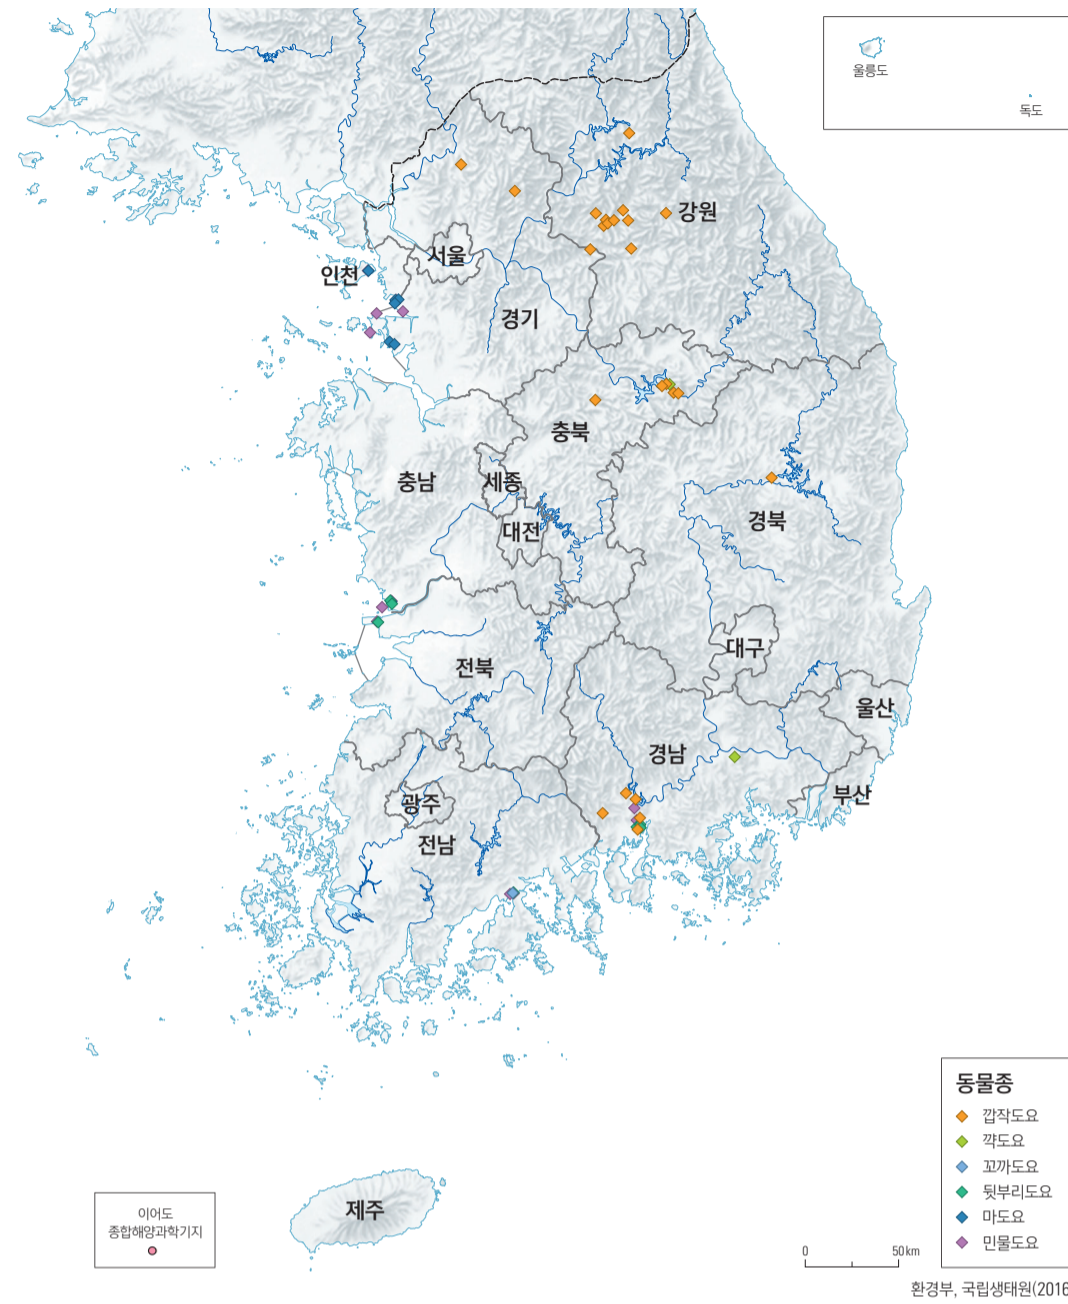 울릉도
독도
강원
서울
인천
경기
충북
충남
세종
대전
경북
대구
전북
울산
경남
부산
광주
전남
제주
이어도
종합해양과학기지
동물종
깝작도요
꺅도요
꼬까도요
뒷부리도요
마도요
민물도요
0 50km
환경부, 국립생태원(2016